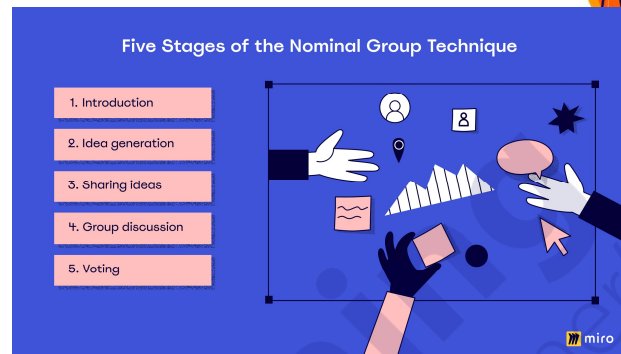 Five Stages of the Nominal Group Technique
1. Introduction
2. Idea generation
3. Sharing ideas
4. Group discussion
5. Voting
miro